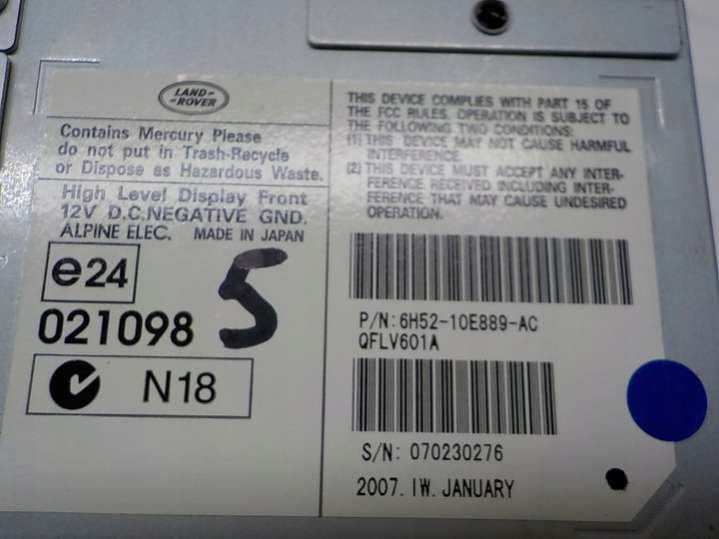 LAND-
-ROVER
Contains Mercury Please
do not put in Trash-Recycle
or Dispose as Hazardous Waste.
High Level Display Front
12V D.C.NEGATIVE GND.
ALPINE ELEC. MADE IN JAPAN
e24
021098
5
N18
THIS DEVICE COMPLIES WITH PART 15 OF
THE FCC RULES. OPERATION IS SUBJECT TO
THE FOLLOWING TWO CONDITIONS:
(1) THIS DEVICE MAY NOT CAUSE HARMFUL
INTERFERENCE.
(2) THIS DEVICE MUST ACCEPT ANY INTER-
FERENCE RECEIVED INCLUDING INTER-
FERENCE THAT MAY CAUSE UNDESIRED
OPERATION.
P/N:6H52-10E889-AC
QFLV601A
S/N: 070230276
2007. 1W. JANUARY